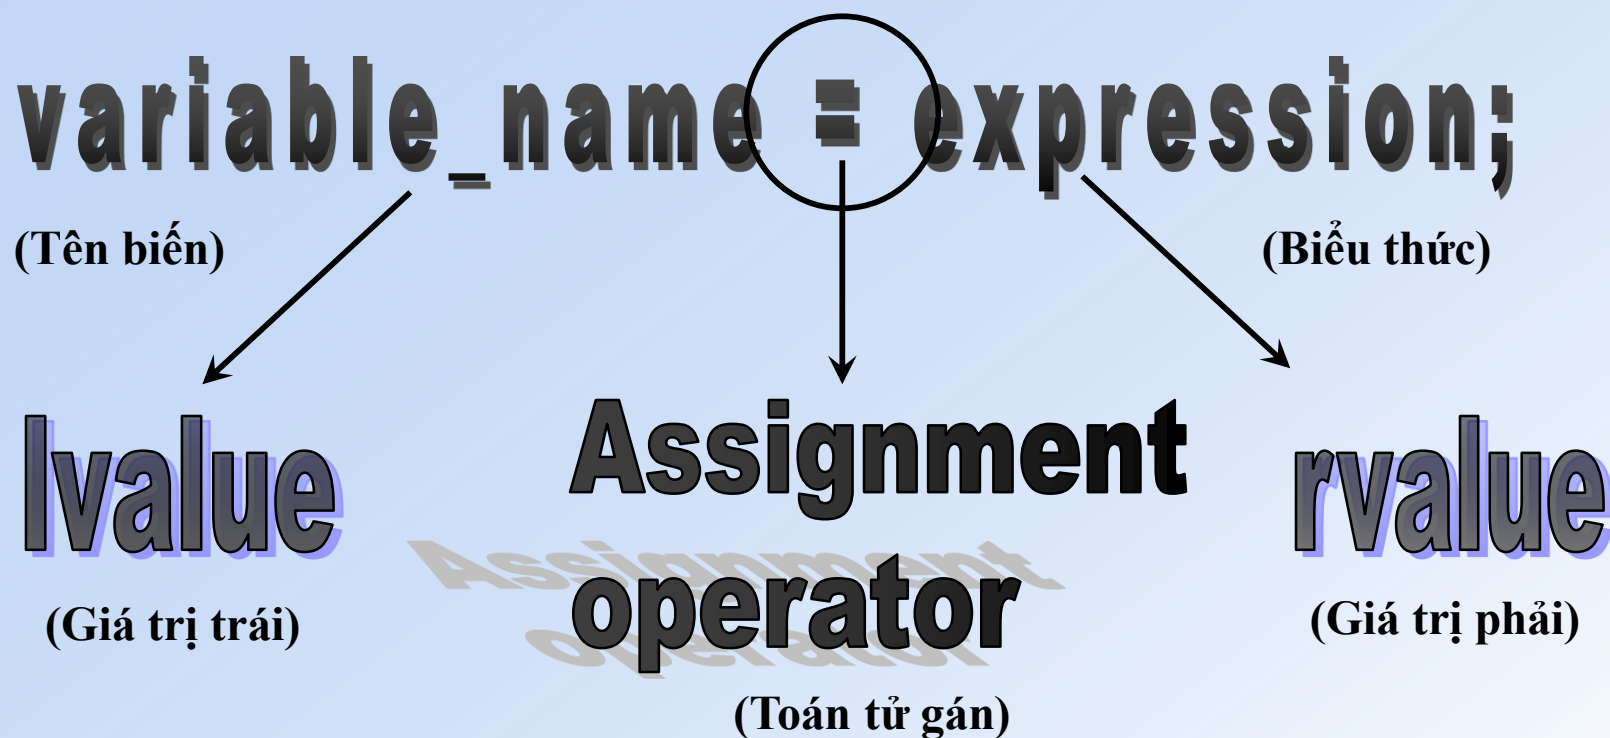 variable_name = expression;
(Tên biến) (Biểu thức)
lvalue Assignment operator rvalue
(Giá trị trái) (Giá trị phải)
(Toán tử gán)